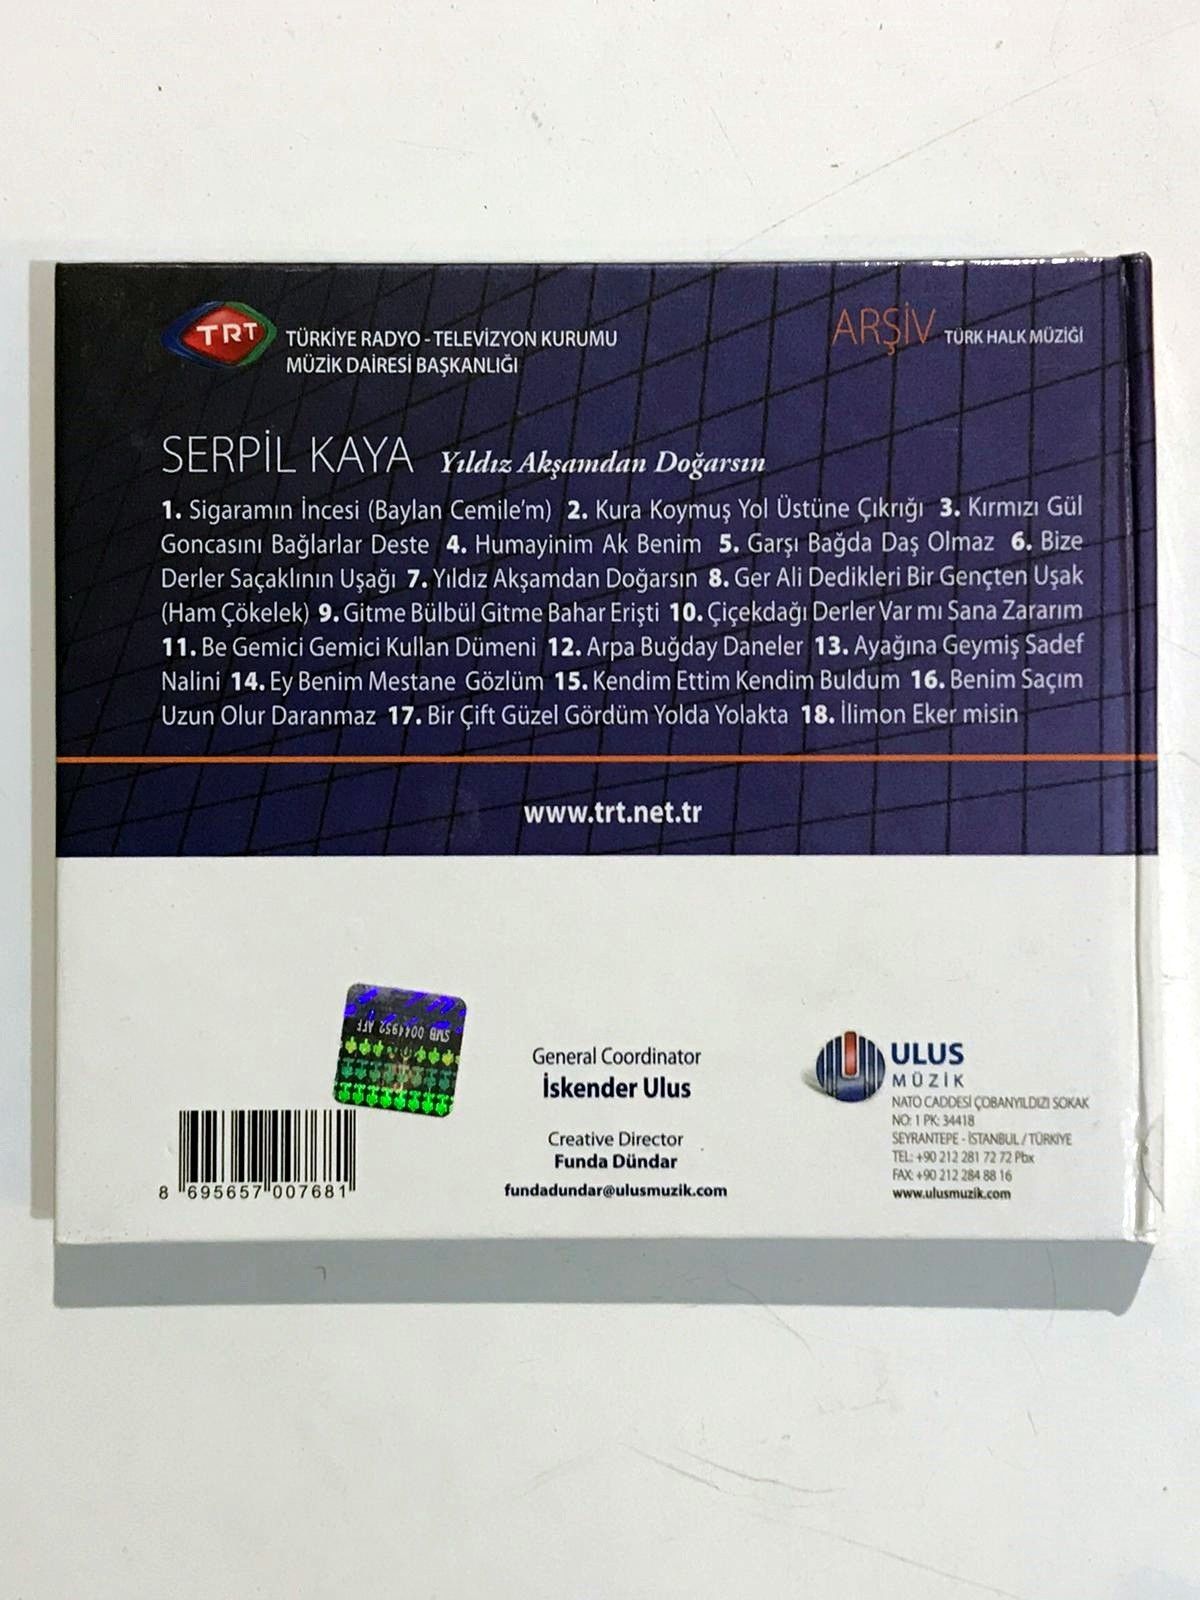 TRT
TÜRKİYE RADYO - TELEVİZYON KURUMU
MÜZİK DAİRESİ BAŞKANLIĞI
ARŞİV TÜRK HALK MÜZİĞİ
SERPİL KAYA Yıldız Akşamdan Doğarsın
1. Sigaramın İncesi (Baylan Cemile'm) 2. Kura Koymuş Yol Üstüne Çıkrığı 3. Kırmızı Gül
Goncasını Bağlarlar Deste 4. Humayinim Ak Benim 5. Garşı Bağda Daş Olmaz 6. Bize
Derler Saçaklının Uşağı 7. Yıldız Akşamdan Doğarsın 8. Ger Ali Dedikleri Bir Gençten Uşak
(Ham Çökelek) 9. Gitme Bülbül Gitme Bahar Erişti 10. Çiçekdağı Derler Var mı Sana Zararım
11. Be Gemici Gemici Kullan Dümeni 12. Arpa Buğday Daneler 13. Ayağına Geymiş Sadef
Nalini 14. Ey Benim Mestane Gözlüm 15. Kendim Ettim Kendim Buldum 16. Benim Saçım
Uzun Olur Daranmaz 17. Bir Çift Güzel Gördüm Yolda Yolakta 18. İlimon Eker misin
www.trt.net.tr
SMB 0044952 AFF
General Coordinator
İskender Ulus
Creative Director
Funda Dündar
fundadundar@ulusmuzik.com
ULUS
MÜZİK
NATO CADDESİ ÇOBANYILDIZI SOKAK
NO: 1 PK: 34418
SEYRANTEPE - İSTANBUL / TÜRKİYE
TEL: +90 212 281 72 72 Pbx
FAX: +90 212 284 88 16
www.ulusmuzik.com
8 695657 007681